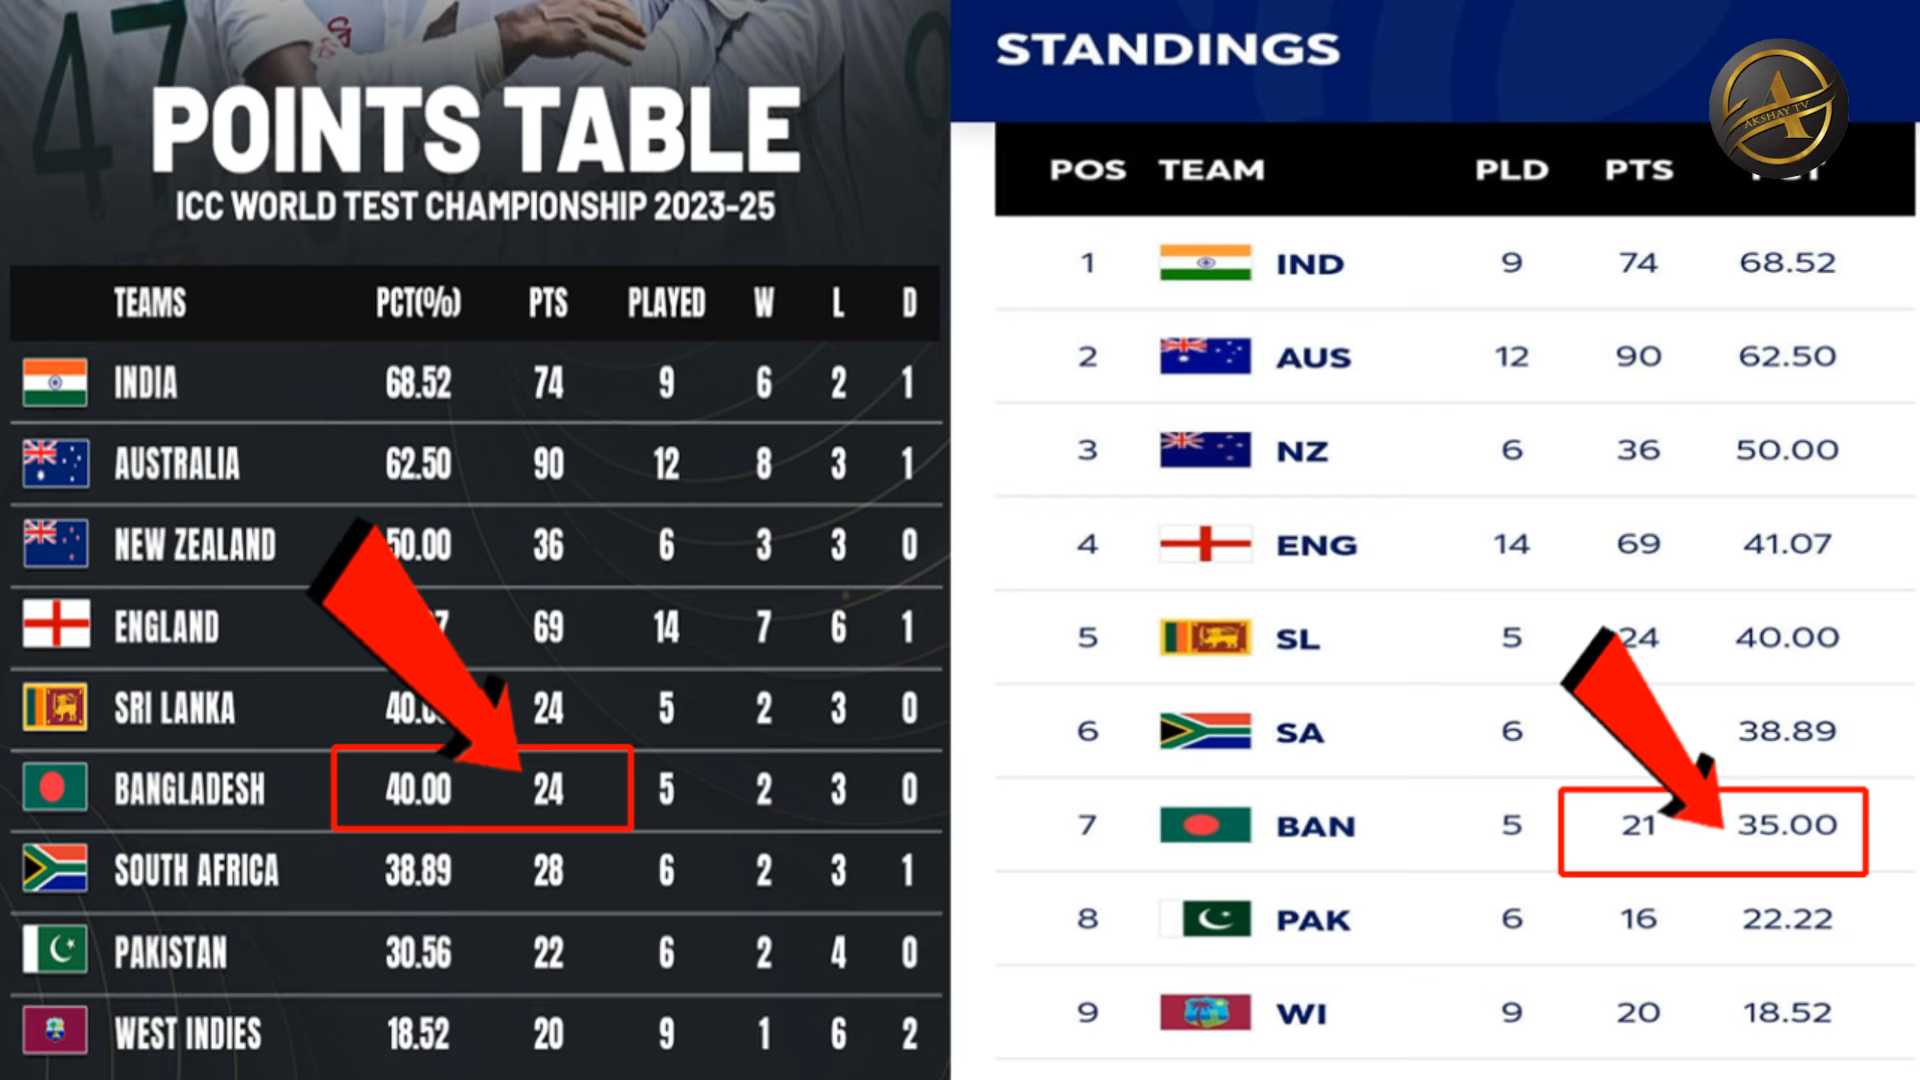 47
POINTS TABLE
ICC WORLD TEST CHAMPIONSHIP 2023-25
TEAMS PCT(%) PTS PLAYED W L D
INDIA 68.52 74 9 6 2 1
AUSTRALIA 62.50 90 12 8 3 1
NEW ZEALAND 50.00 36 6 3 3 0
ENGLAND 69 14 7 6 1
SRI LANKA 24 5 2 3 0
BANGLADESH 40.00 24 5 2 3 0
SOUTH AFRICA 38.89 28 6 2 3 1
PAKISTAN 30.56 22 6 2 4 0
WEST INDIES 18.52 20 9 1 6 2
STANDINGS
AKSHAY TV
POS TEAM PLD PTS
1 IND 9 74 68.52
2 AUS 12 90 62.50
3 NZ 6 36 50.00
4 ENG 14 69 41.07
5 SL 5 24 40.00
6 SA 6 38.89
7 BAN 5 21 35.00
8 PAK 6 16 22.22
9 WI 9 20 18.52